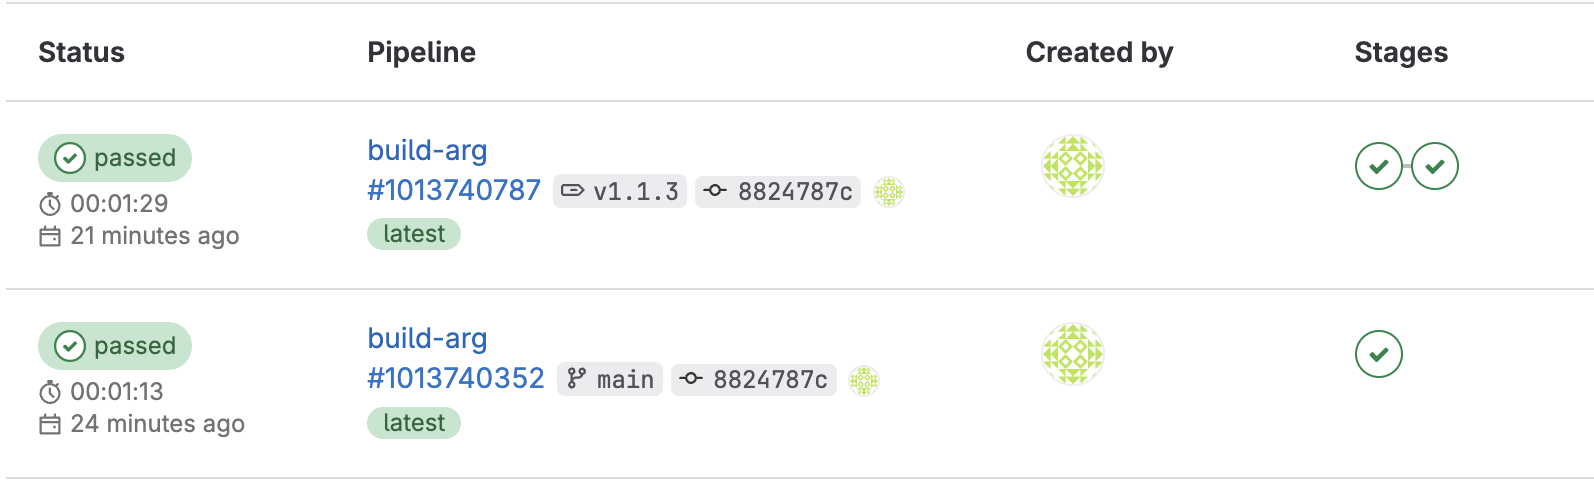 Status Pipeline Created by Stages
passed
build-arg
#1013740787 v1.1.3 8824787c
00:01:29
21 minutes ago
latest
passed
build-arg
#1013740352 main 8824787c
00:01:13
24 minutes ago
latest